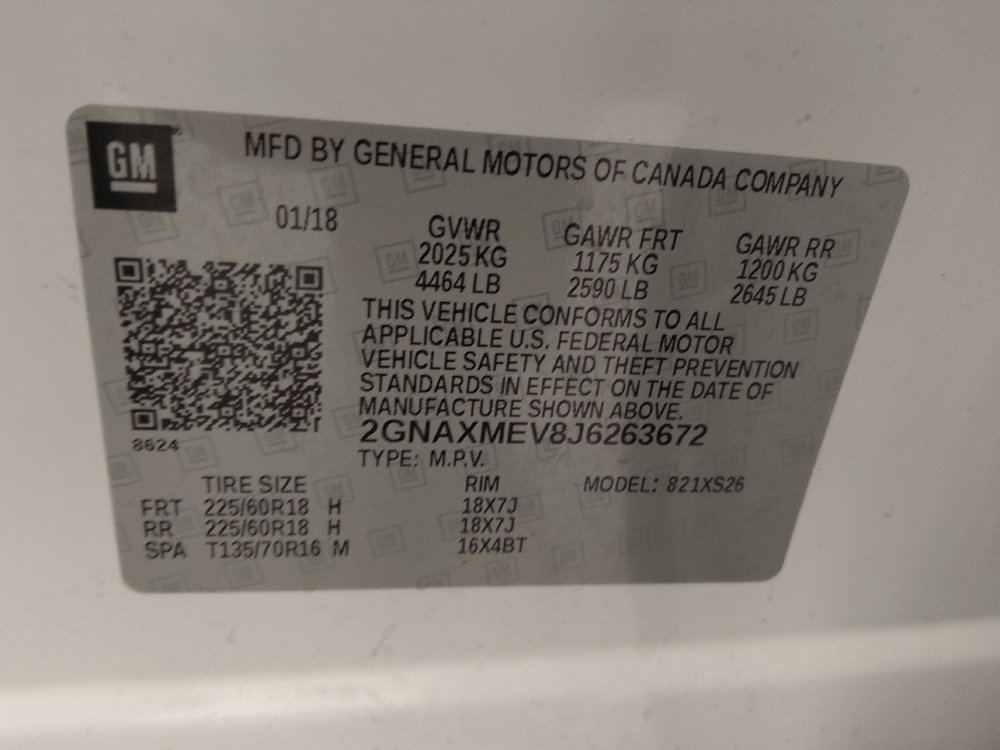 GM
MFD BY GENERAL MOTORS OF CANADA COMPANY
01/18
GVWR GAWR FRT GAWR RR
2025 KG 1175 KG 1200 KG
4464 LB 2590 LB 2645 LB
THIS VEHICLE CONFORMS TO ALL
APPLICABLE U.S. FEDERAL MOTOR
VEHICLE SAFETY AND THEFT PREVENTION
STANDARDS IN EFFECT ON THE DATE OF
MANUFACTURE SHOWN ABOVE.
8624
2GNAXMEV8J6263672
TYPE: M.P.V.
TIRE SIZE RIM MODEL: 821XS26
FRT 225/60R18 H 18X7J
RR 225/60R18 H 18X7J
SPA T135/70R16 M 16X4BT